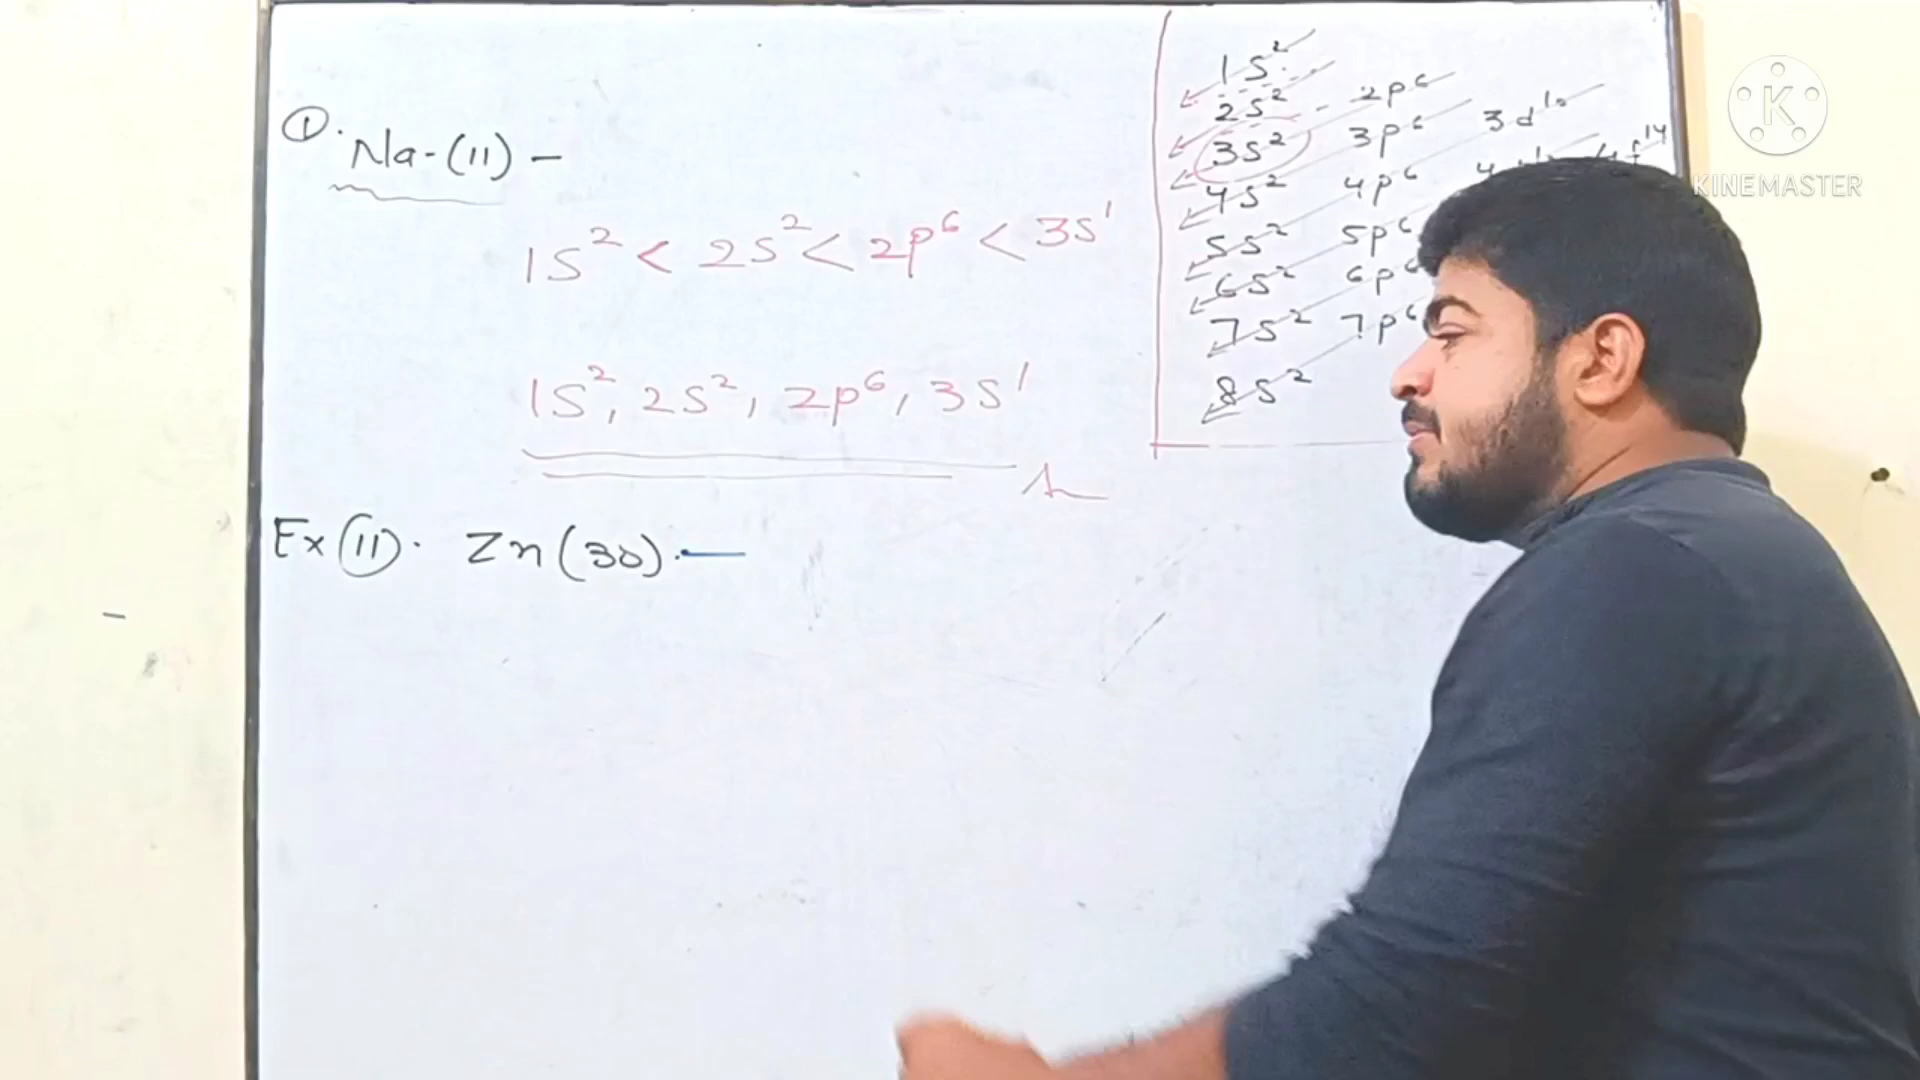 ①. Na-(11) -
1S² < 2S² < 2p⁶ < 3S¹
1S², 2S², 2p⁶, 3S¹
Ex (11). Zn (30). —
1S²
2S² - 2p⁶
3S² 3p⁶ 3d¹⁰
4S² 4p⁶ 4f¹⁴
5S² 5p⁶
6S² 6p⁶
7S² 7p⁶
8S²
K
KINEMASTER